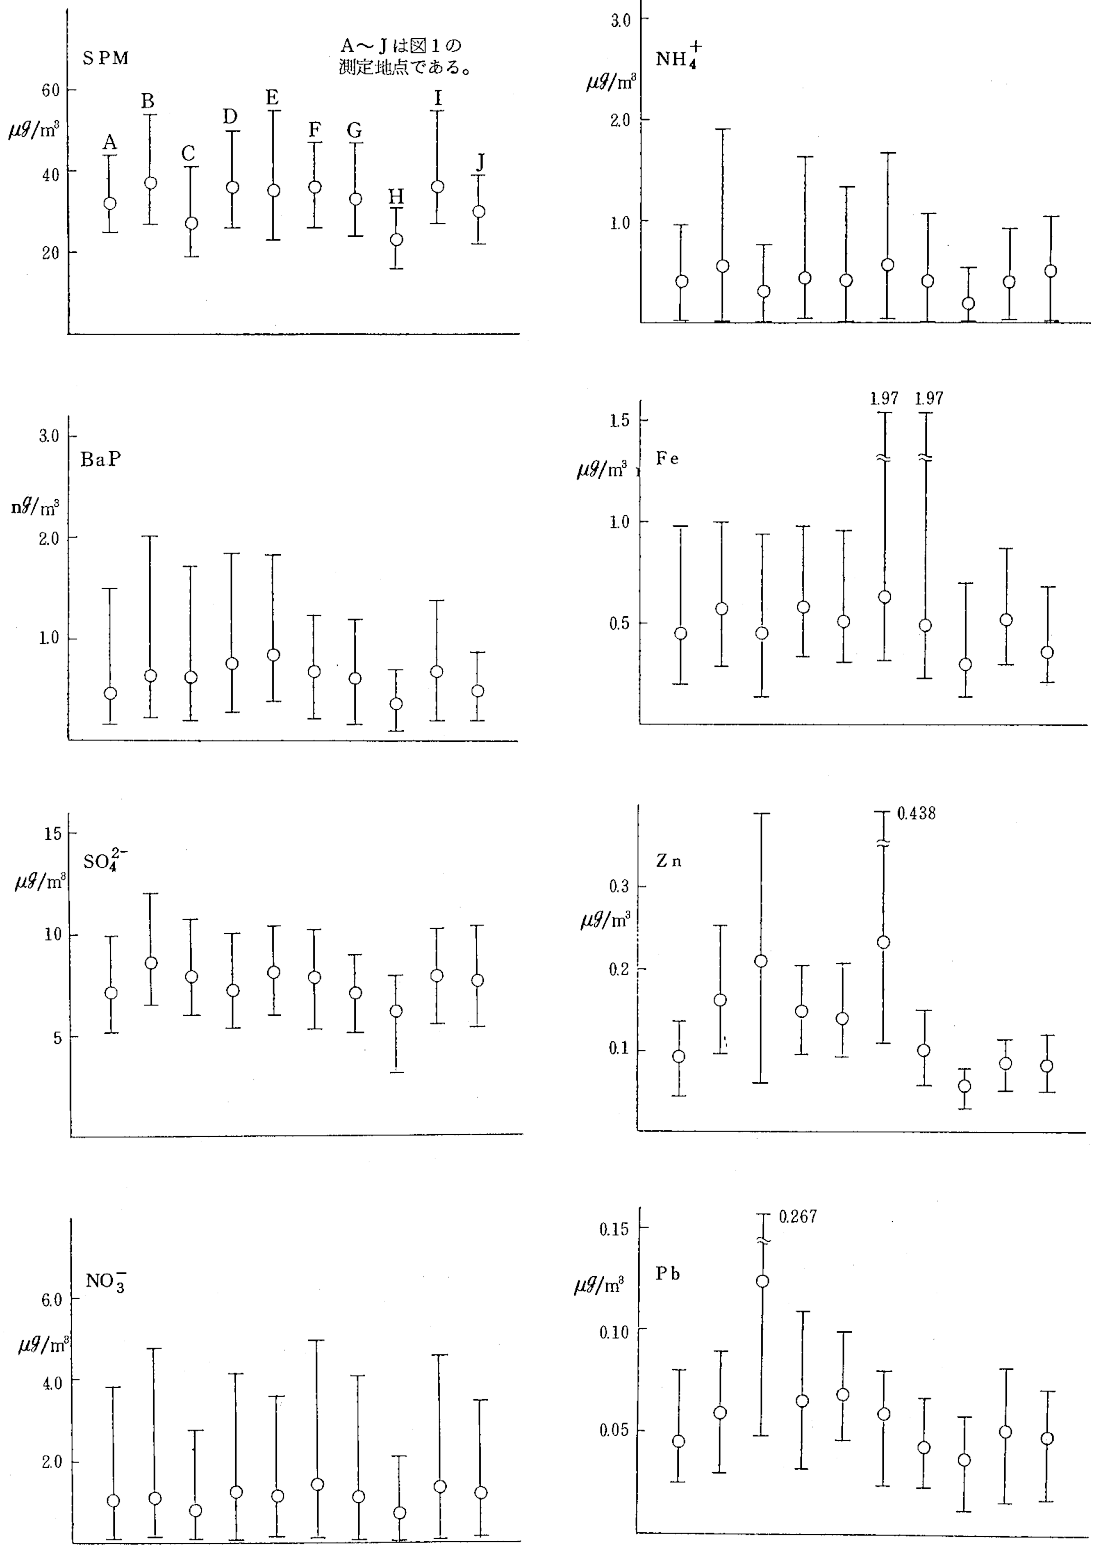 SPM
A～Jは図1の
測定地点である。
60
μg/m³
40
20
A
B
C
D
E
F
G
H
I
J
3.0
NH₄⁺
μg/m³
2.0
1.0
3.0
BaP
ng/m³
2.0
1.0
1.97 1.97
1.5
μg/m³
Fe
1.0
0.5
15
SO₄²⁻
μg/m³
10
5
0.438
Zn
0.3
μg/m³
0.2
0.1
NO₃⁻
6.0
μg/m³
4.0
2.0
0.267
0.15
Pb
μg/m³
0.10
0.05